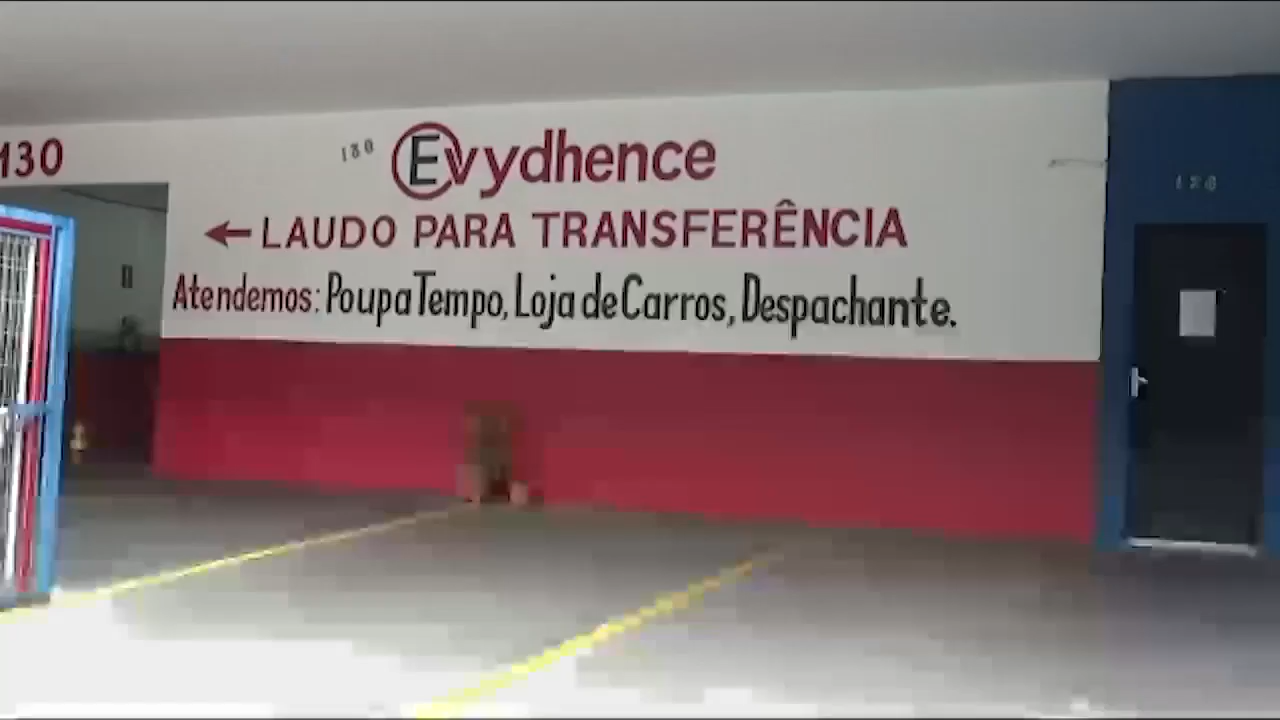 130
130
Evydhence
← LAUDO PARA TRANSFERÊNCIA
Atendemos: PoupaTempo, Loja de Carros, Despachante.